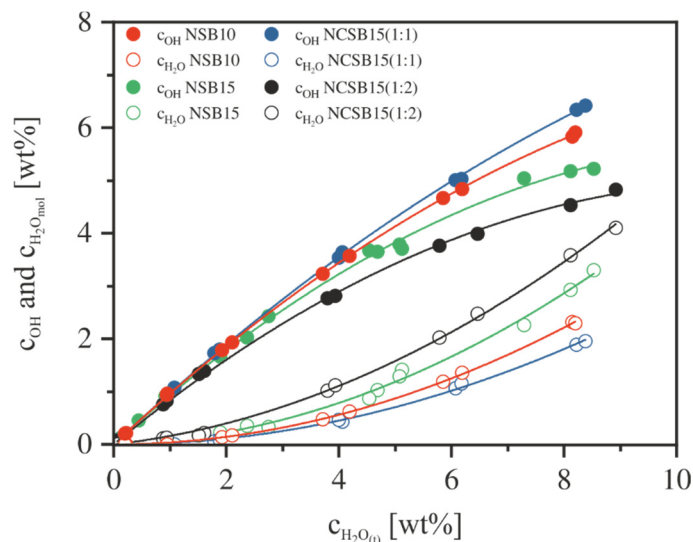 8
6
4
2
0
c_OH and c_H₂O_mol [wt%]
c_OH NSB10
c_H₂O NSB10
c_OH NSB15
c_H₂O NSB15
c_OH NCSB15(1:1)
c_H₂O NCSB15(1:1)
c_OH NCSB15(1:2)
c_H₂O NCSB15(1:2)
0 2 4 6 8 10
c_H₂O(t) [wt%]